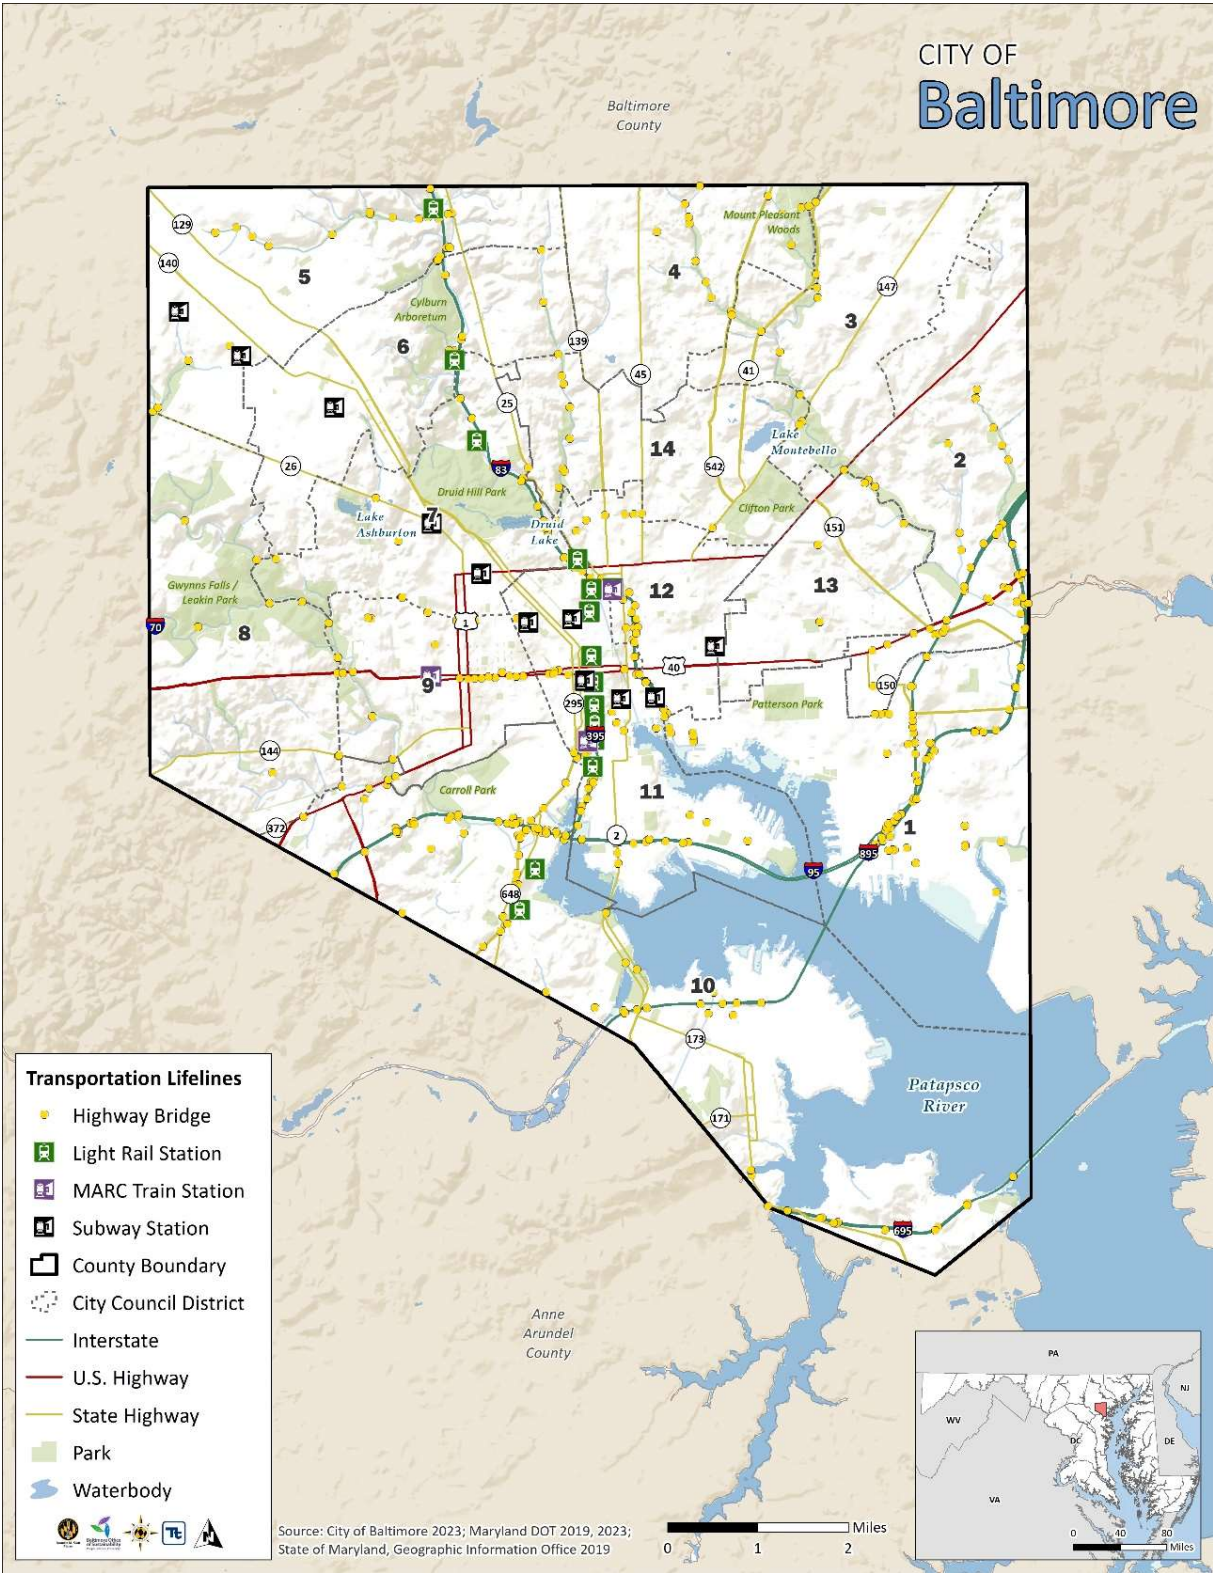 CITY OF
Baltimore
Baltimore
County
Mount Pleasant
Woods
129
140
5
4
147
3
Cylburn
Arboretum
6
139
45
41
25
Lake
Montebello
14
2
26
83
542
Druid Hill Park
Clifton Park
7
Lake
Ashburton
Druid
Lake
151
Gwynns Falls /
Leakin Park
12
13
70
8
1
40
9
295
150
Patterson Park
395
144
Carroll Park
11
372
2
1
895
95
648
10
173
171
Patapsco
River
695
Anne
Arundel
County
Transportation Lifelines
Highway Bridge
Light Rail Station
MARC Train Station
Subway Station
County Boundary
City Council District
Interstate
U.S. Highway
State Highway
Park
Waterbody
Tt
N
Source: City of Baltimore 2023; Maryland DOT 2019, 2023;
State of Maryland, Geographic Information Office 2019
Miles
0 1 2
PA
NJ
WV
DC
DE
VA
0 40 80
Miles